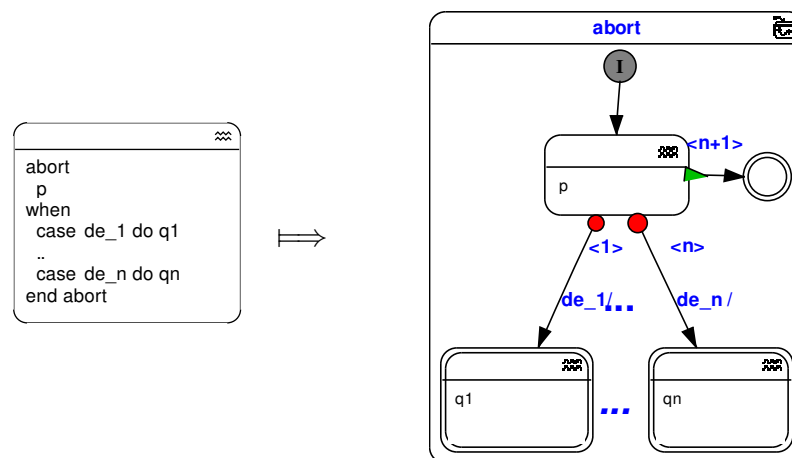 abort
p
when
case de_1 do q1
..
case de_n do qn
end abort
abort
I
<n+1>
p
<1>
<n>
de_1/
...
de_n /
q1
...
qn